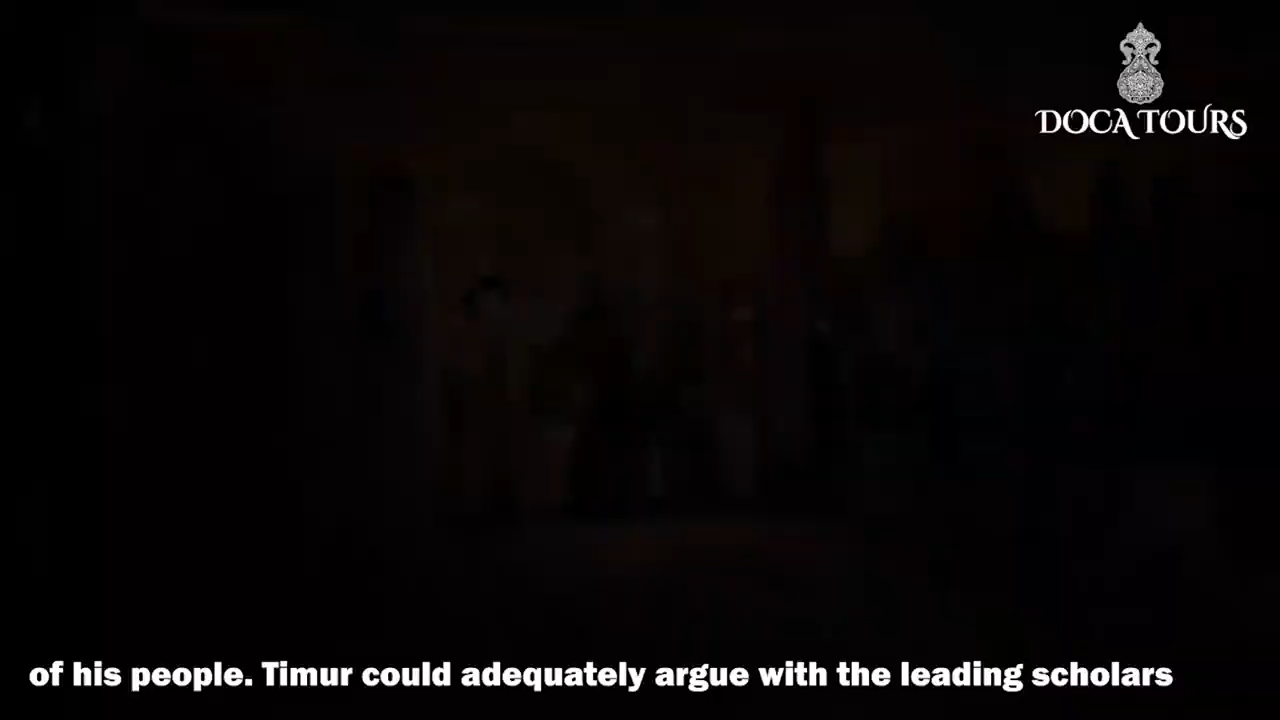 DOCA TOURS
of his people. Timur could adequately argue with the leading scholars